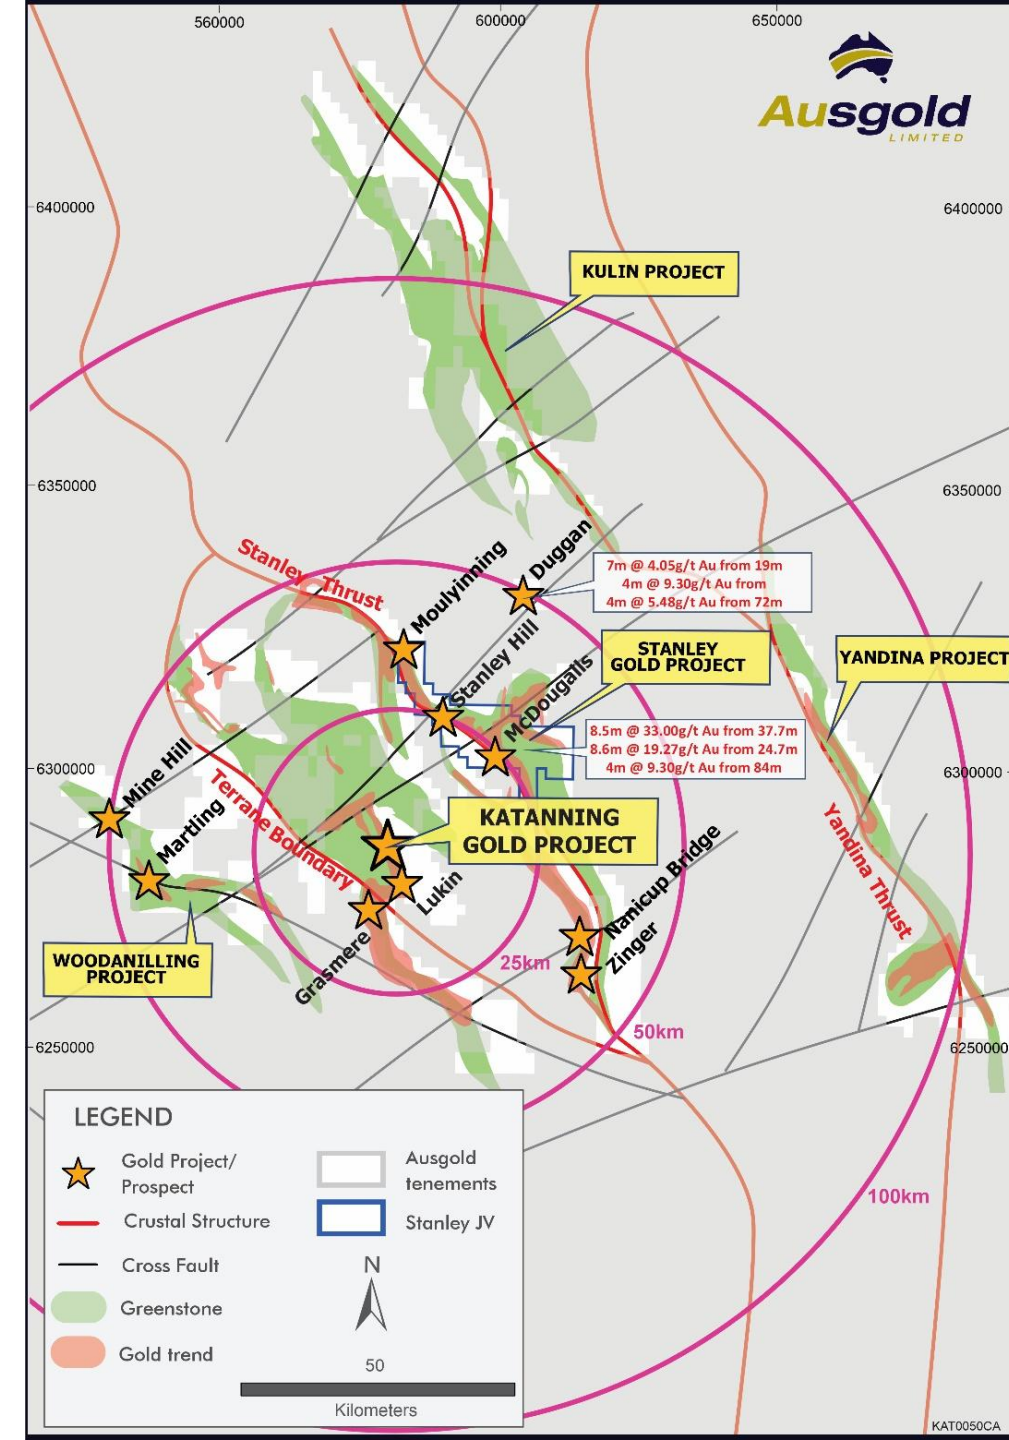 560000
600000
650000
Ausgold
LIMITED
6400000
6400000
KULIN PROJECT
6350000
6350000
Stanley Thrust
Moulyinning
Duggan
7m @ 4.05g/t Au from 19m
4m @ 9.30g/t Au from
4m @ 5.48g/t Au from 72m
Stanley Hill
STANLEY
GOLD PROJECT
YANDINA PROJECT
McDougalls
8.5m @ 33.00g/t Au from 37.7m
8.6m @ 19.27g/t Au from 24.7m
4m @ 9.30g/t Au from 84m
6300000
6300000
Mine Hill
Martling
Terrane Boundary
KATANNING
GOLD PROJECT
Yandina Thrust
Lukin
Nanicup Bridge
Zinger
Grasmere
WOODANILLING
PROJECT
25km
50km
6250000
6250000
LEGEND
Gold Project/
Prospect
Crustal Structure
Cross Fault
Greenstone
Gold trend
Ausgold
tenements
Stanley JV
N
50
Kilometers
100km
KAT0050CA